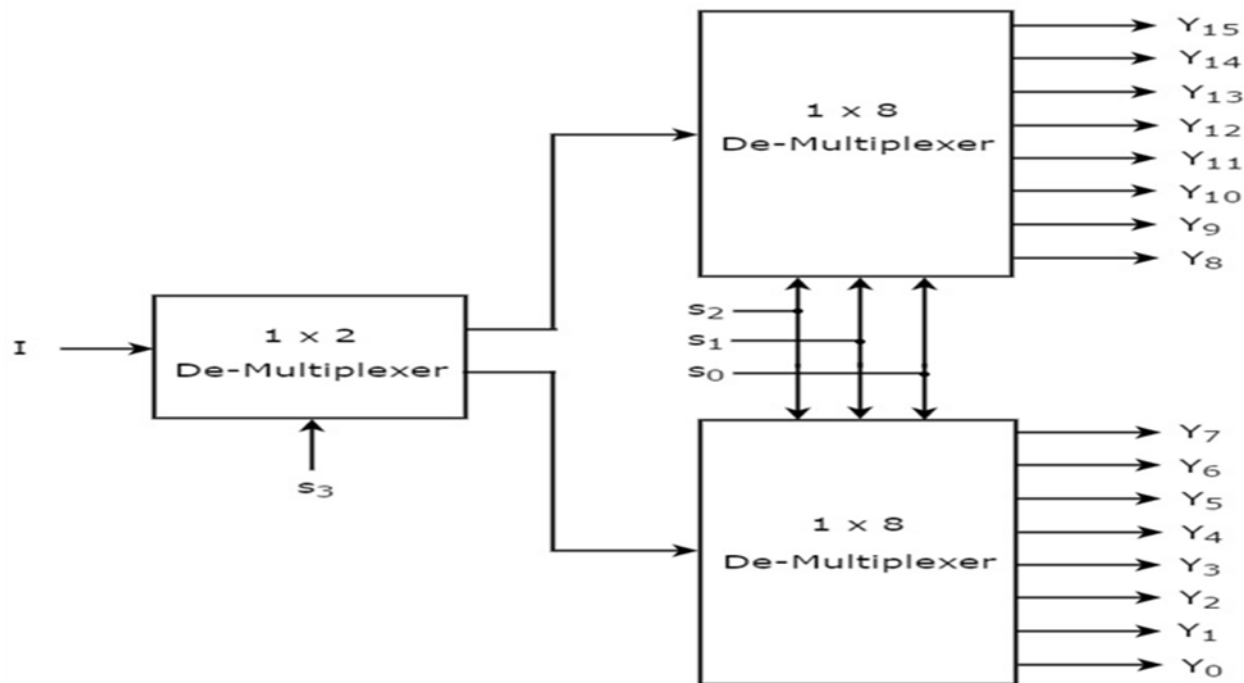 Y15
Y14
Y13
Y12
Y11
Y10
Y9
Y8
1 x 8
De-Multiplexer
I
1 x 2
De-Multiplexer
s3
s2
s1
s0
1 x 8
De-Multiplexer
Y7
Y6
Y5
Y4
Y3
Y2
Y1
Y0